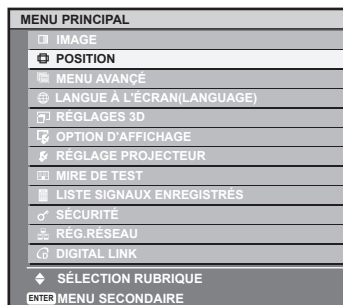 MENU PRINCIPAL
IMAGE
POSITION
MENU AVANÇÉ
LANGUE À L'ÉCRAN(LANGUAGE)
RÉGLAGES 3D
OPTION D'AFFICHAGE
RÉGLAGE PROJECTEUR
MIRE DE TEST
LISTE SIGNAUX ENREGISTRÉS
SÉCURITÉ
RÉG.RÉSEAU
DIGITAL LINK
SÉLECTION RUBRIQUE
ENTER MENU SECONDAIRE